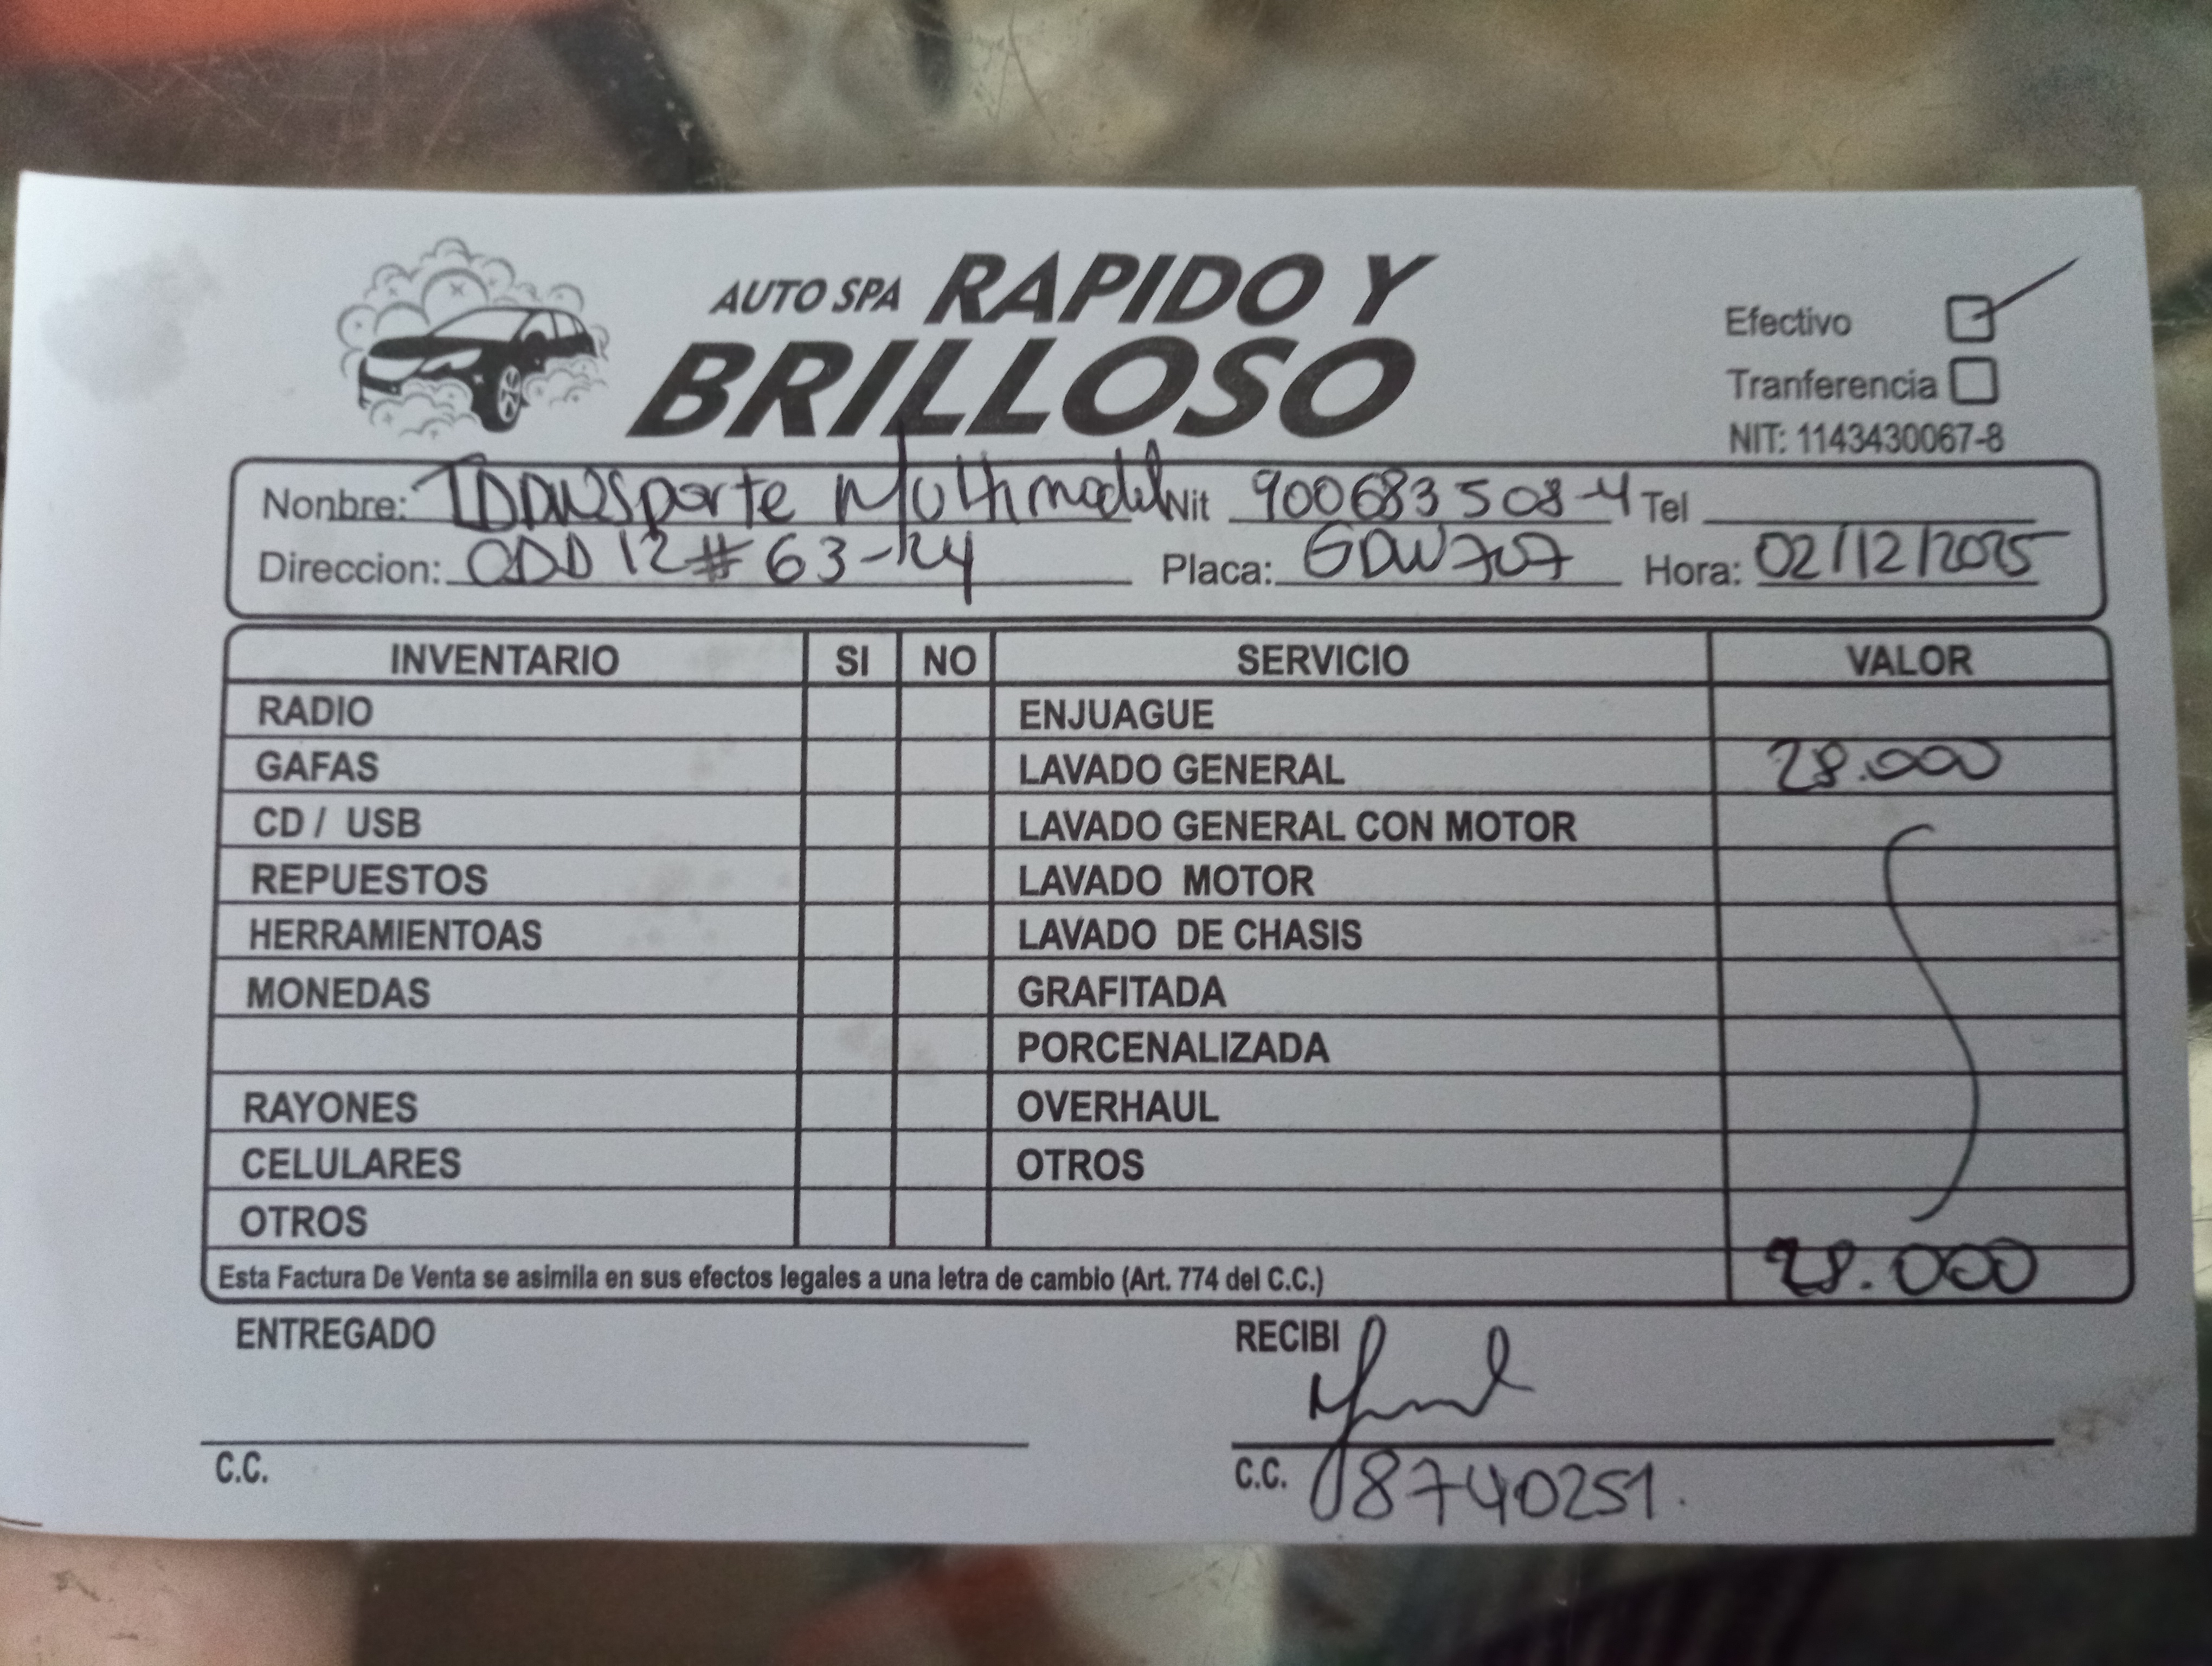 AUTO SPA RAPIDO Y
BRILLOSO
Efectivo
Tranferencia
NIT: 1143430067-8
Nonbre: Transporte Multimodal Nit 900683508-4 Tel
Direccion: CRR 12 # 63-24 Placa: GDW707 Hora: 02/12/2025
INVENTARIO SI NO SERVICIO VALOR
RADIO ENJUAGUE
GAFAS LAVADO GENERAL 28.000
CD / USB LAVADO GENERAL CON MOTOR
REPUESTOS LAVADO MOTOR
HERRAMIENTOAS LAVADO DE CHASIS
MONEDAS GRAFITADA
PORCENALIZADA
RAYONES OVERHAUL
CELULARES OTROS
OTROS
Esta Factura De Venta se asimila en sus efectos legales a una letra de cambio (Art. 774 del C.C.) 28.000
ENTREGADO RECIBI
C.C. C.C. 8740251.